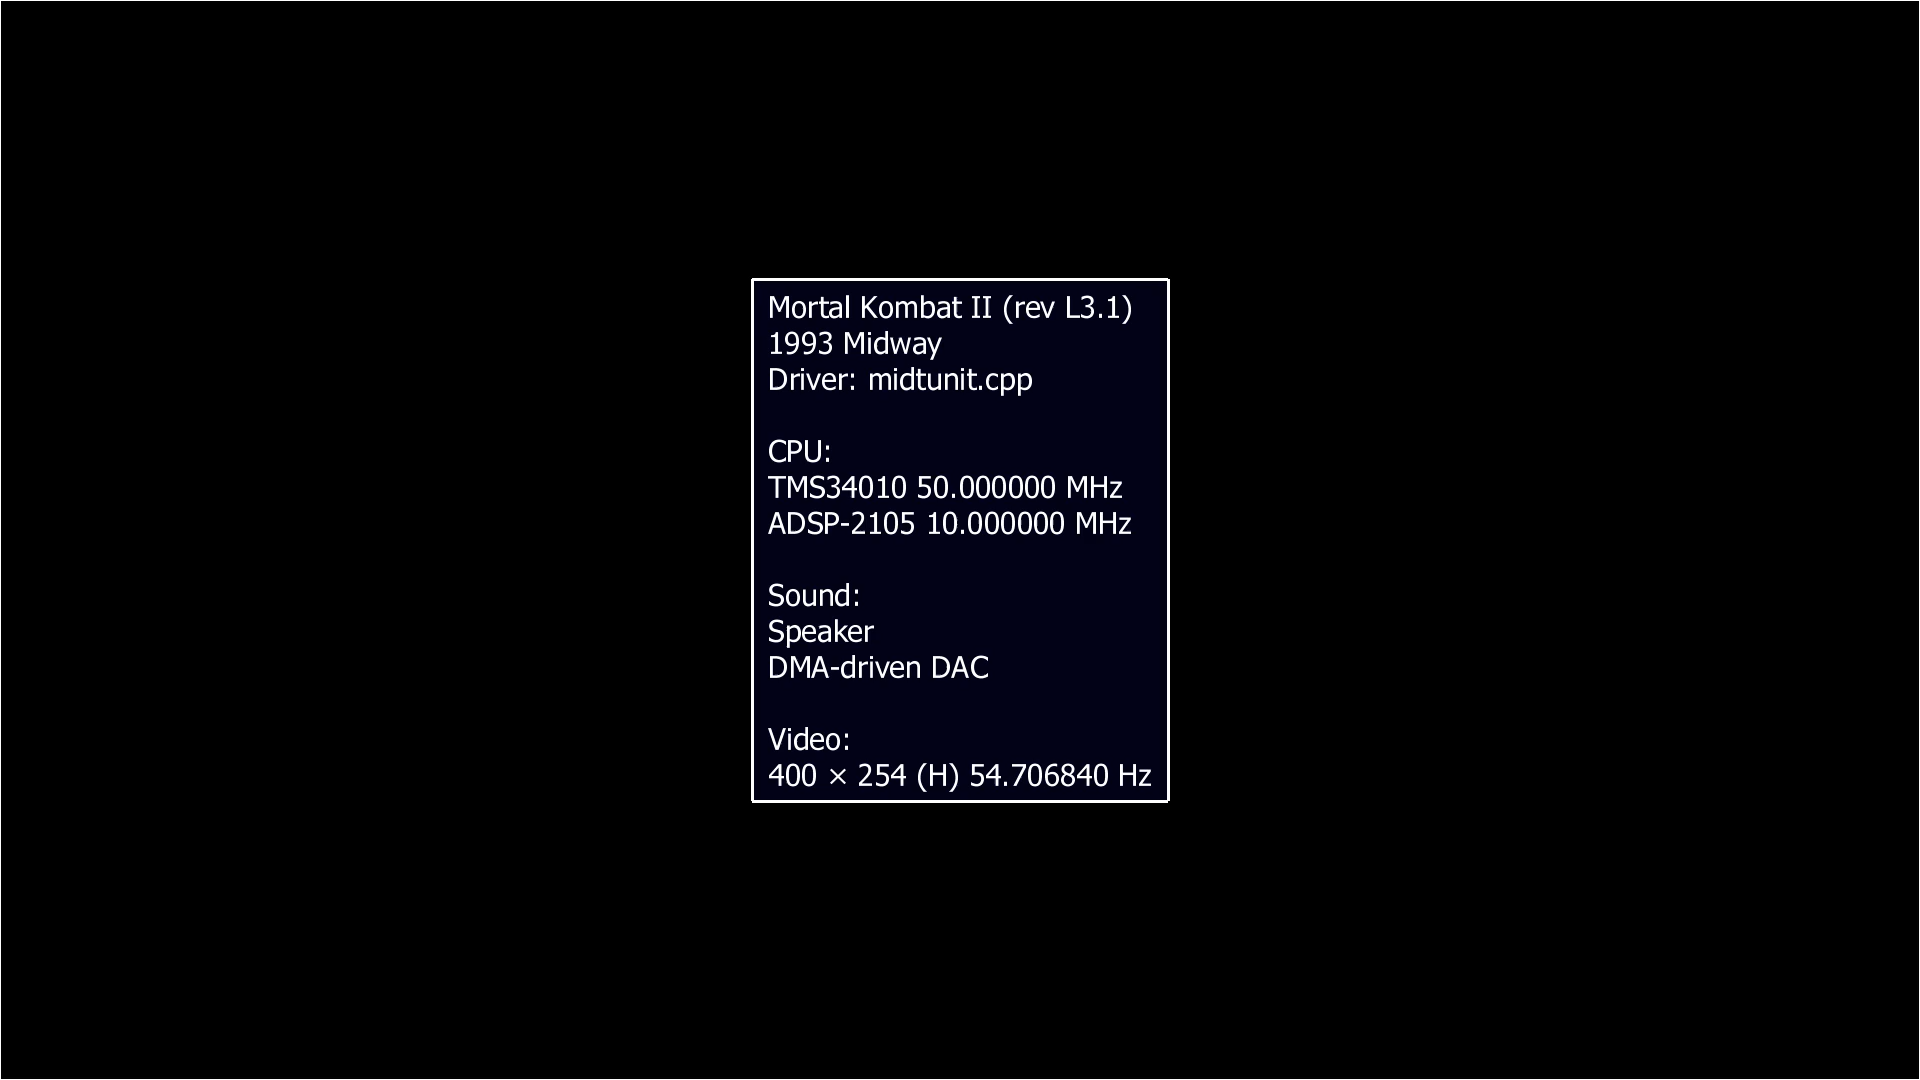 Mortal Kombat II (rev L3.1)
1993 Midway
Driver: midtunit.cpp
CPU:
TMS34010 50.000000 MHz
ADSP-2105 10.000000 MHz
Sound:
Speaker
DMA-driven DAC
Video:
400 × 254 (H) 54.706840 Hz